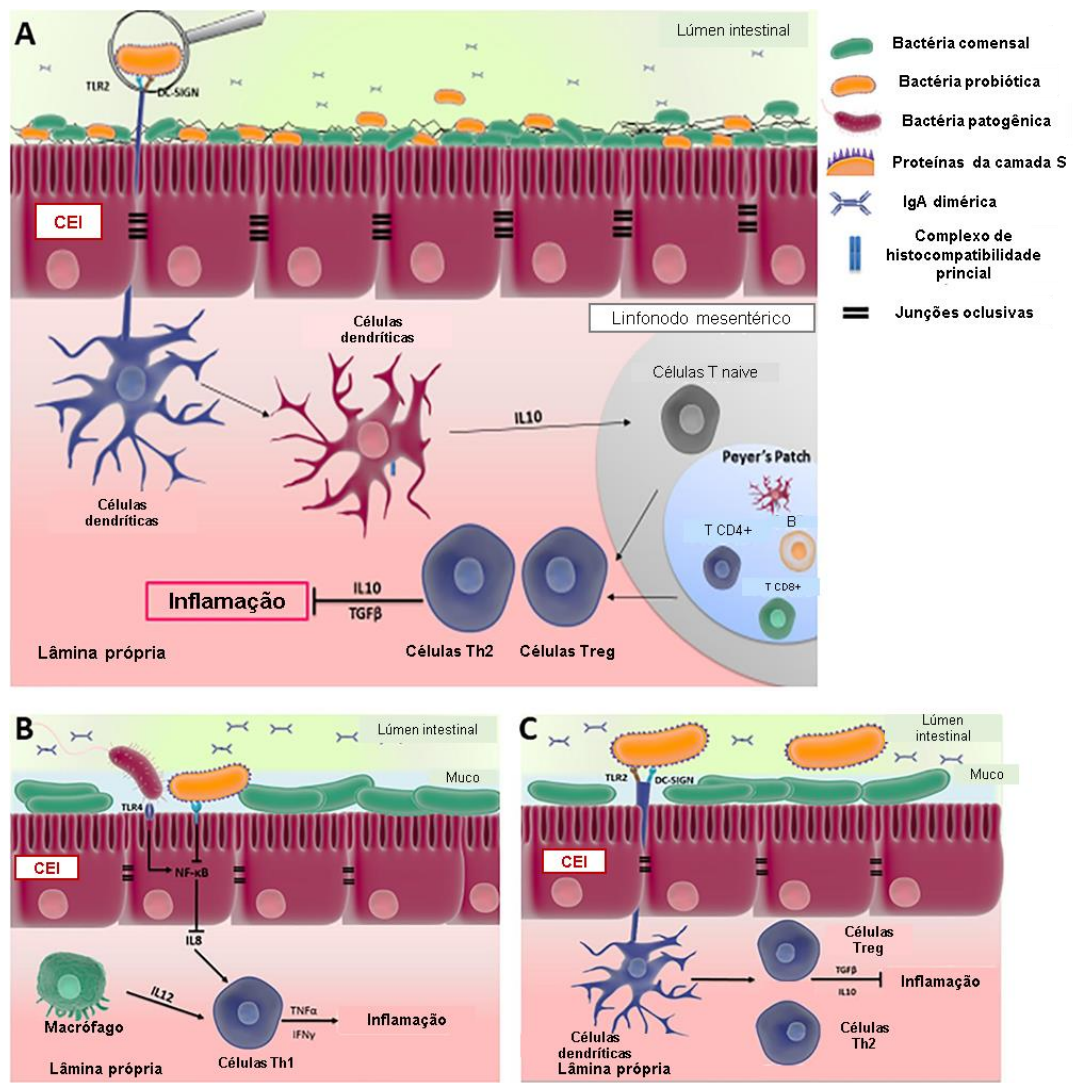 A
Lúmen intestinal
TLR2
DC-SIGN
CEI
Linfonodo mesentérico
Células
dendríticas
Células T naive
IL10
Peyer's Patch
Células
dendríticas
T CD4+
B
T CD8+
Inflamação
IL10
TGFβ
Células Th2
Células Treg
Lâmina própria
Bactéria comensal
Bactéria probiótica
Bactéria patogênica
Proteínas da camada S
IgA dimérica
Complexo de
histocompatibilidade
princial
Junções oclusivas
B
Lúmen intestinal
Muco
TLR4
CEI
NF-κB
IL8
IL12
Macrófago
TNFα
IFNγ
Inflamação
Células Th1
Lâmina própria
C
Lúmen
intestinal
TLR2
DC-SIGN
Muco
CEI
Células
Treg
TGFβ
IL10
Inflamação
Células
Th2
Células
dendríticas
Lâmina própria